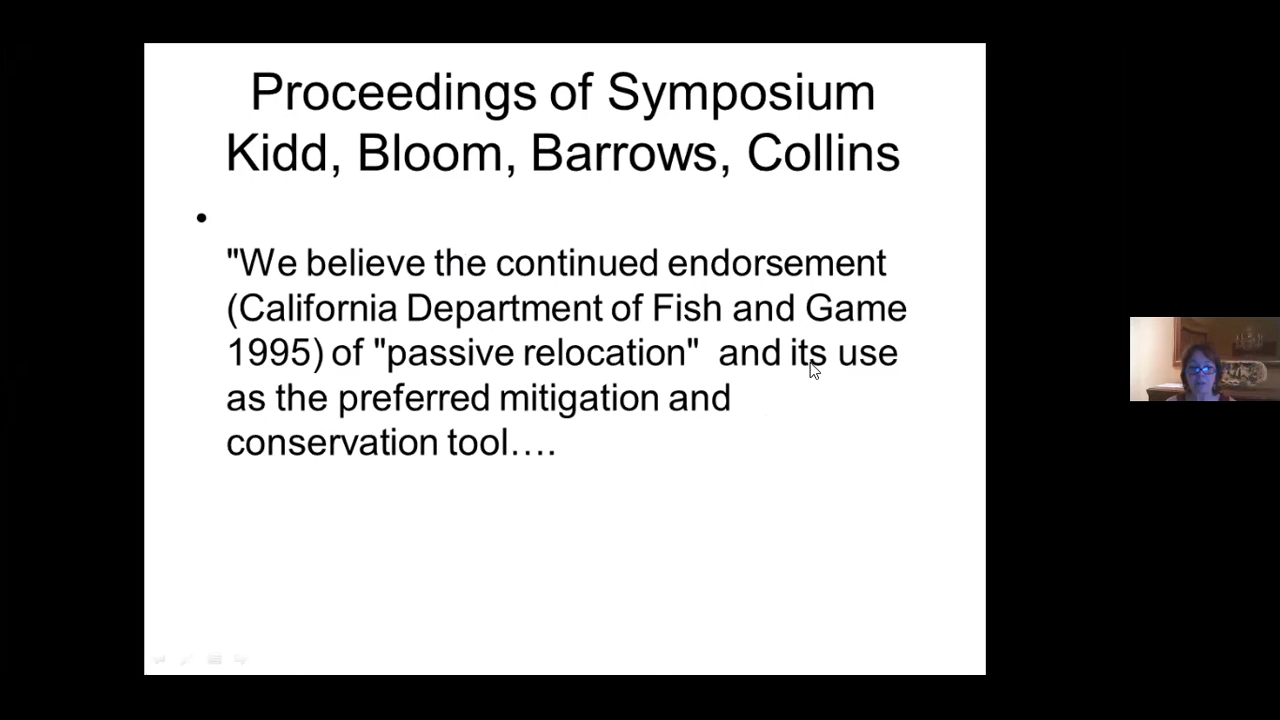 Proceedings of Symposium
Kidd, Bloom, Barrows, Collins
•
"We believe the continued endorsement
(California Department of Fish and Game
1995) of "passive relocation"  and its use
as the preferred mitigation and
conservation tool….